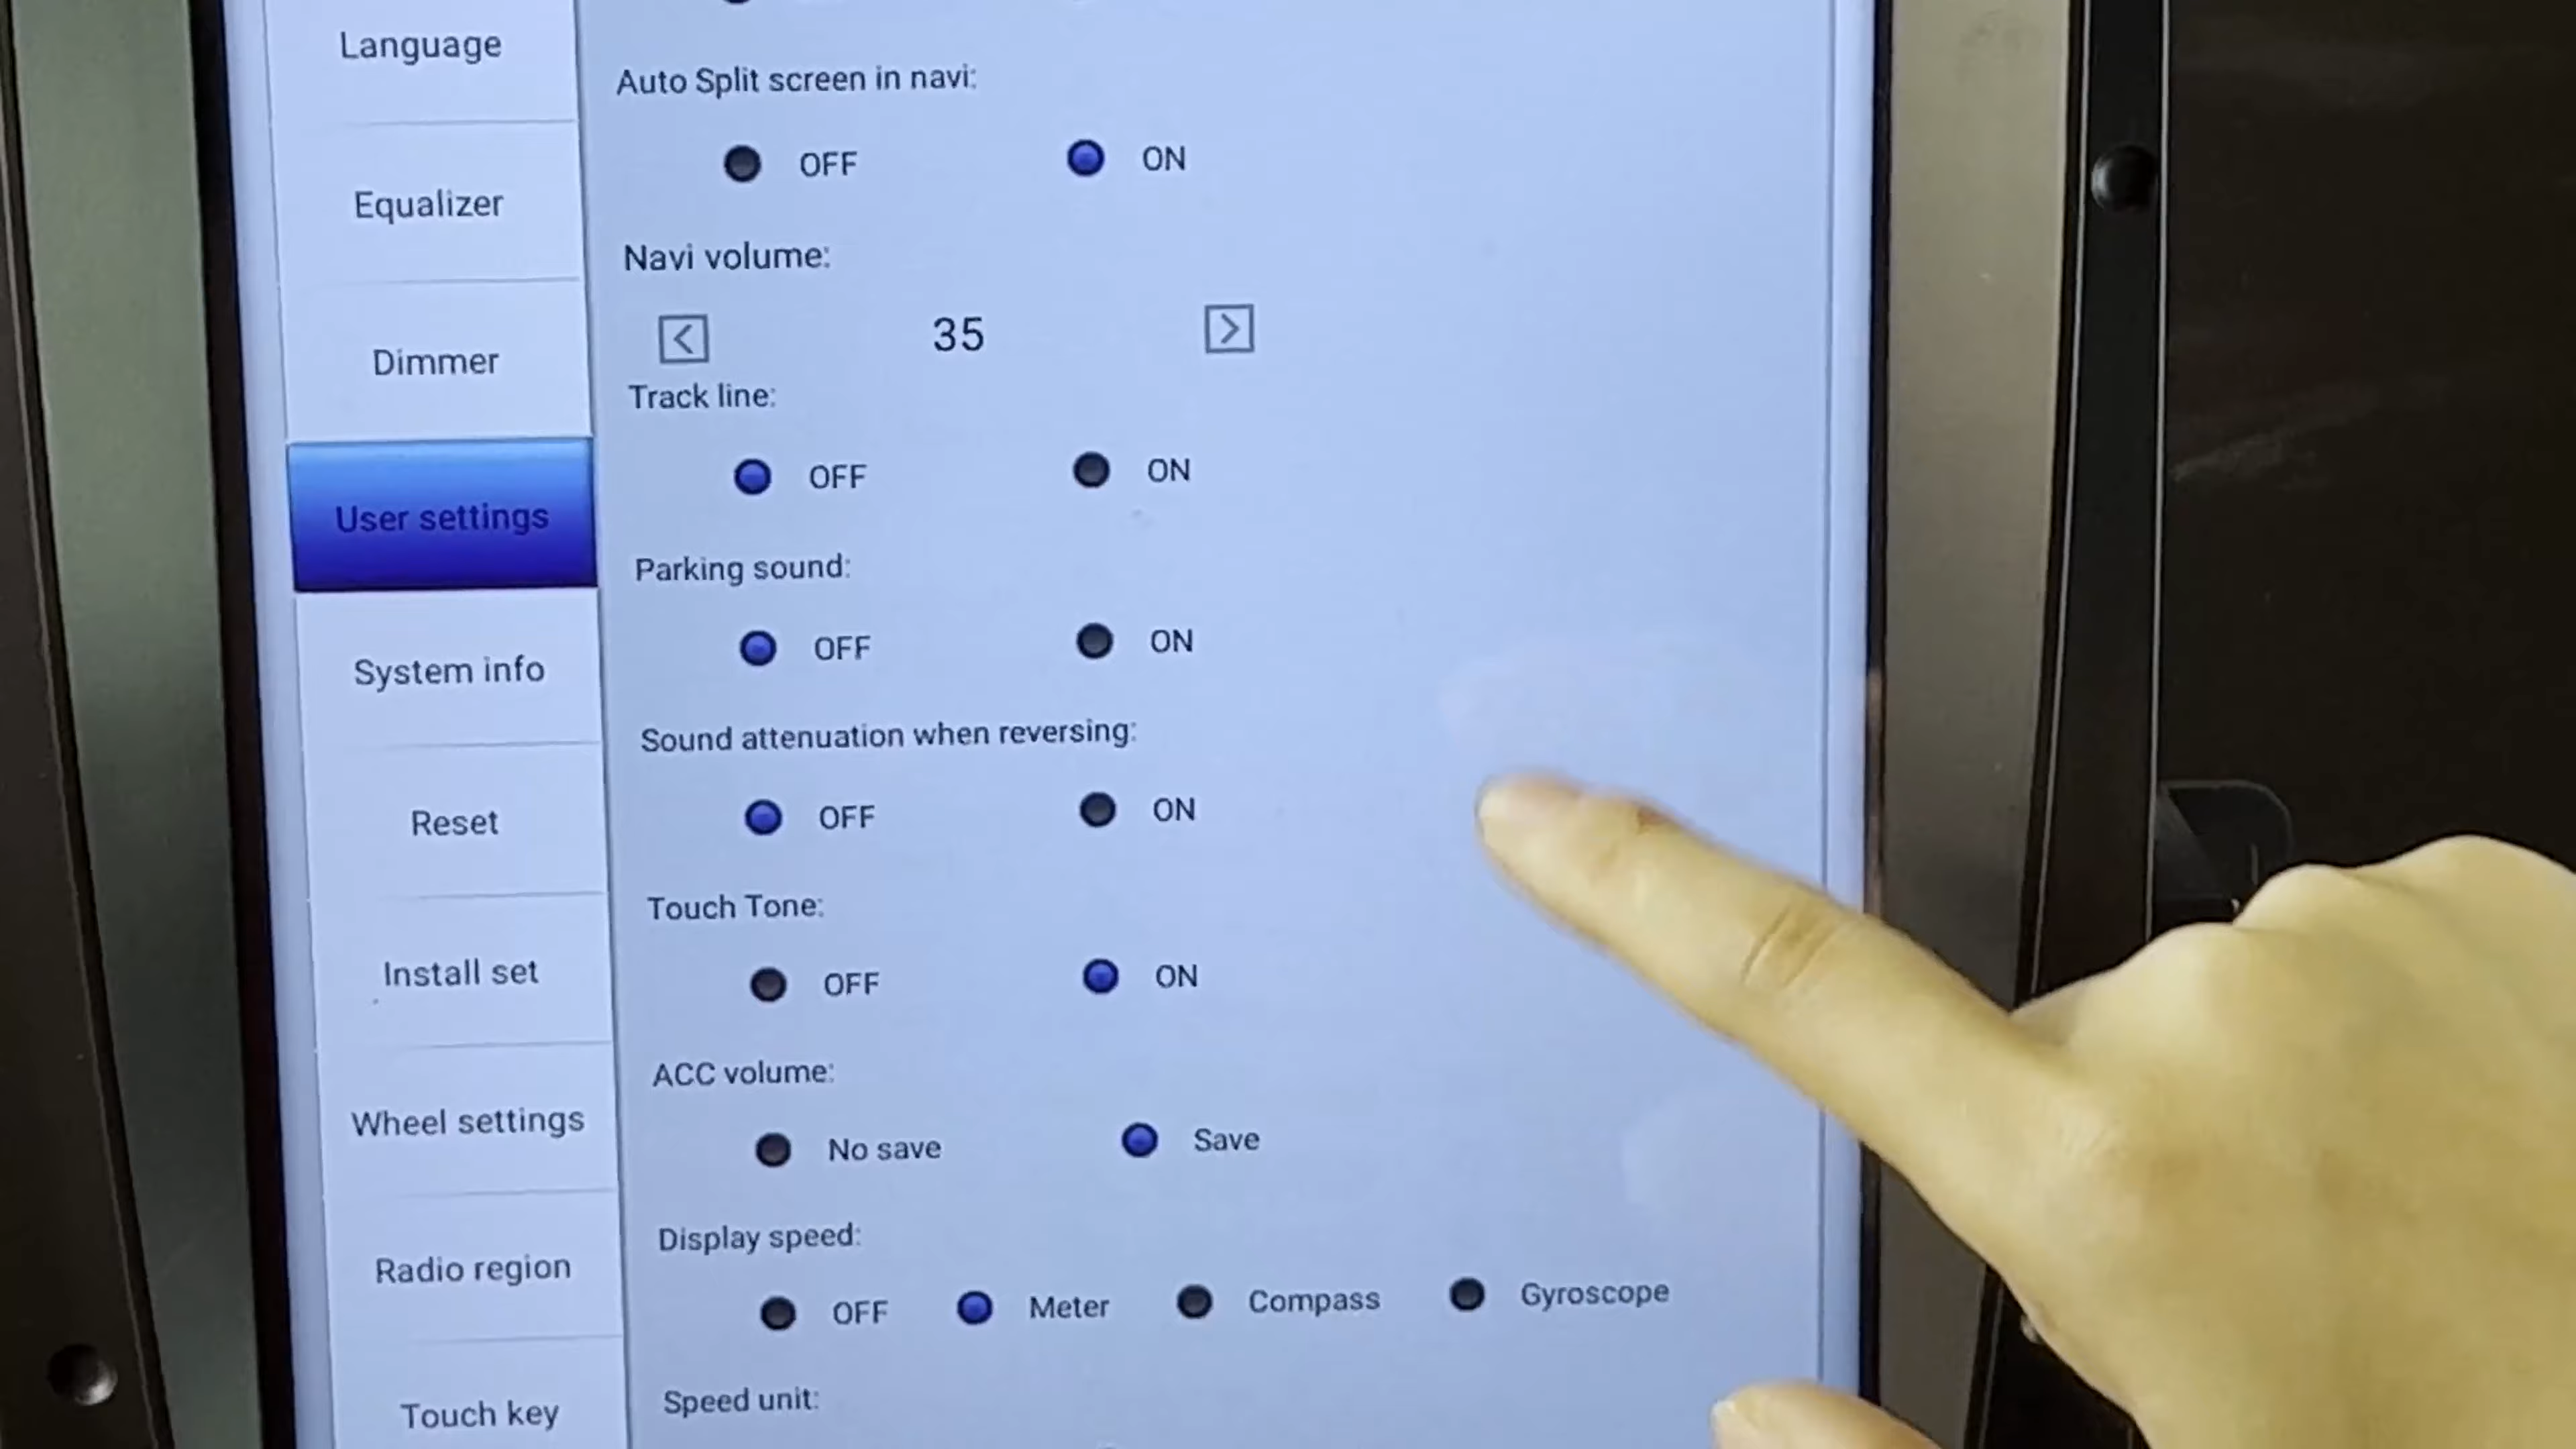 Language
Equalizer
Dimmer
User settings
System info
Reset
Install set
Wheel settings
Radio region
Touch key
Auto Split screen in navi:
OFF ON
Navi volume:
< 35 >
Track line:
OFF ON
Parking sound:
OFF ON
Sound attenuation when reversing:
OFF ON
Touch Tone:
OFF ON
ACC volume:
No save Save
Display speed:
OFF Meter Compass Gyroscope
Speed unit: